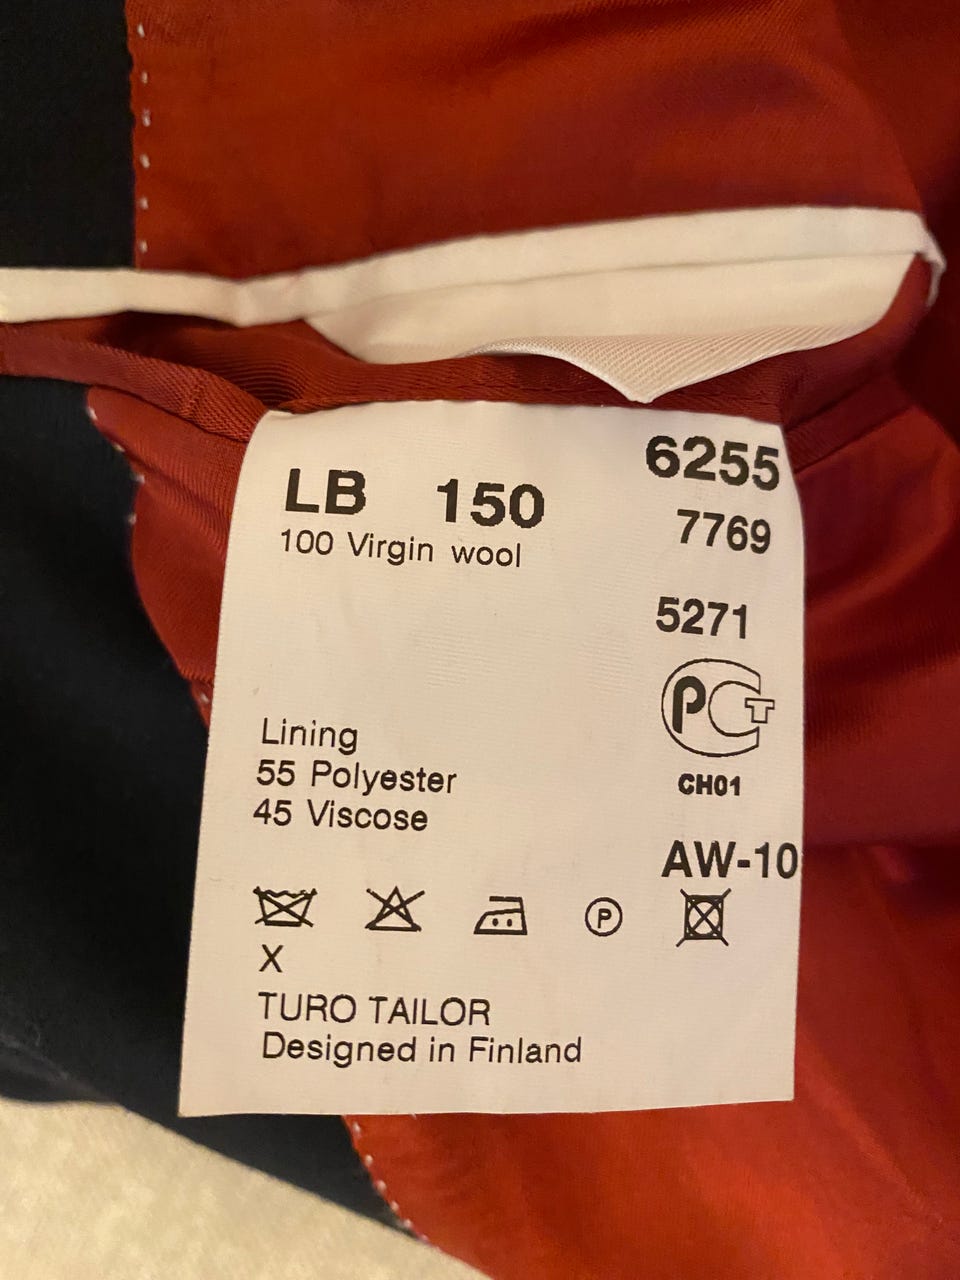 6255
LB 150
7769
100 Virgin wool
5271
РСТ
CH01
Lining
55 Polyester
45 Viscose
AW-10
P
X
TURO TAILOR
Designed in Finland